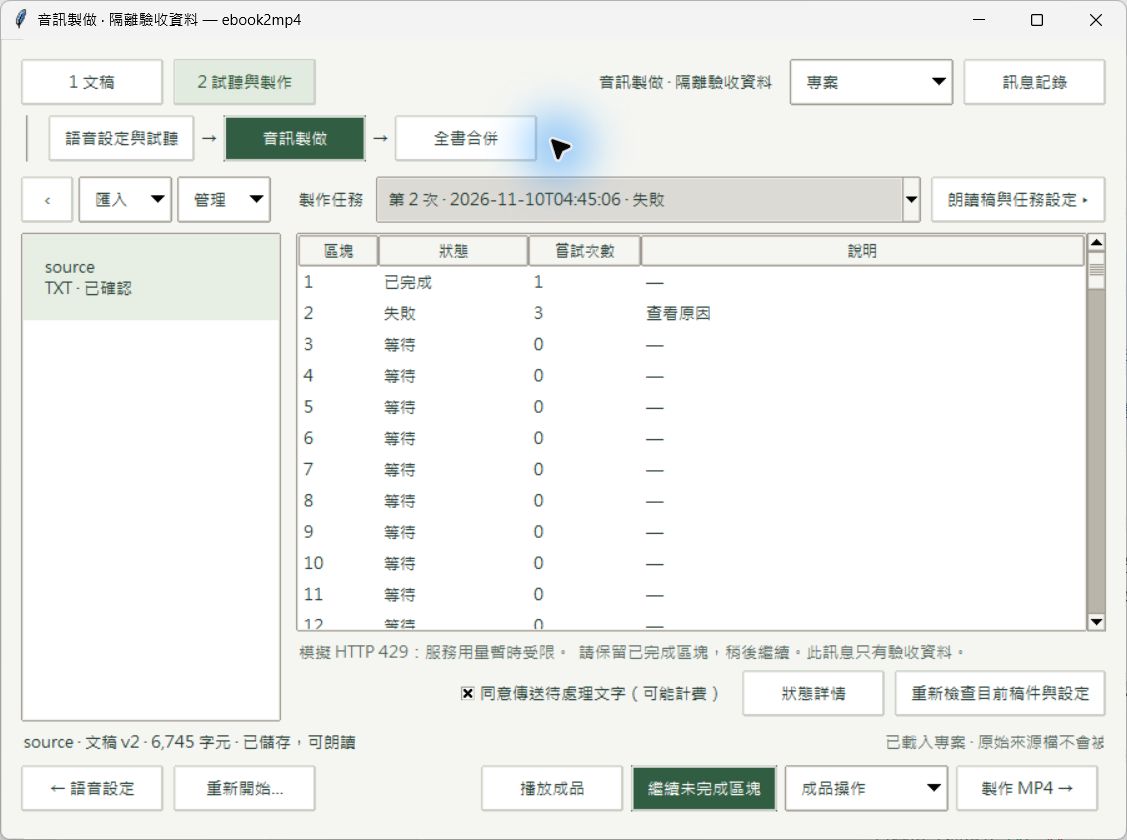 音訊製做 · 隔離驗收資料 — ebook2mp4
1 文稿 2 試聽與製作 音訊製做 · 隔離驗收資料 專案 訊息記錄
語音設定與試聽 → 音訊製做 → 全書合併
‹ 匯入 管理 製作任務 第 2 次 · 2026-11-10T04:45:06 · 失敗 朗讀稿與任務設定 ▸
source
TXT · 已確認
區塊 狀態 嘗試次數 說明
1 已完成 1 —
2 失敗 3 查看原因
3 等待 0 —
4 等待 0 —
5 等待 0 —
6 等待 0 —
7 等待 0 —
8 等待 0 —
9 等待 0 —
10 等待 0 —
11 等待 0 —
12 等待 0 —
模擬 HTTP 429：服務用量暫時受限。 請保留已完成區塊，稍後繼續。此訊息只有驗收資料。
同意傳送待處理文字（可能計費） 狀態詳情 重新檢查目前稿件與設定
source · 文稿 v2 · 6,745 字元 · 已儲存，可朗讀 已載入專案 · 原始來源檔不會被
← 語音設定 重新開始... 播放成品 繼續未完成區塊 成品操作 製作 MP4 →